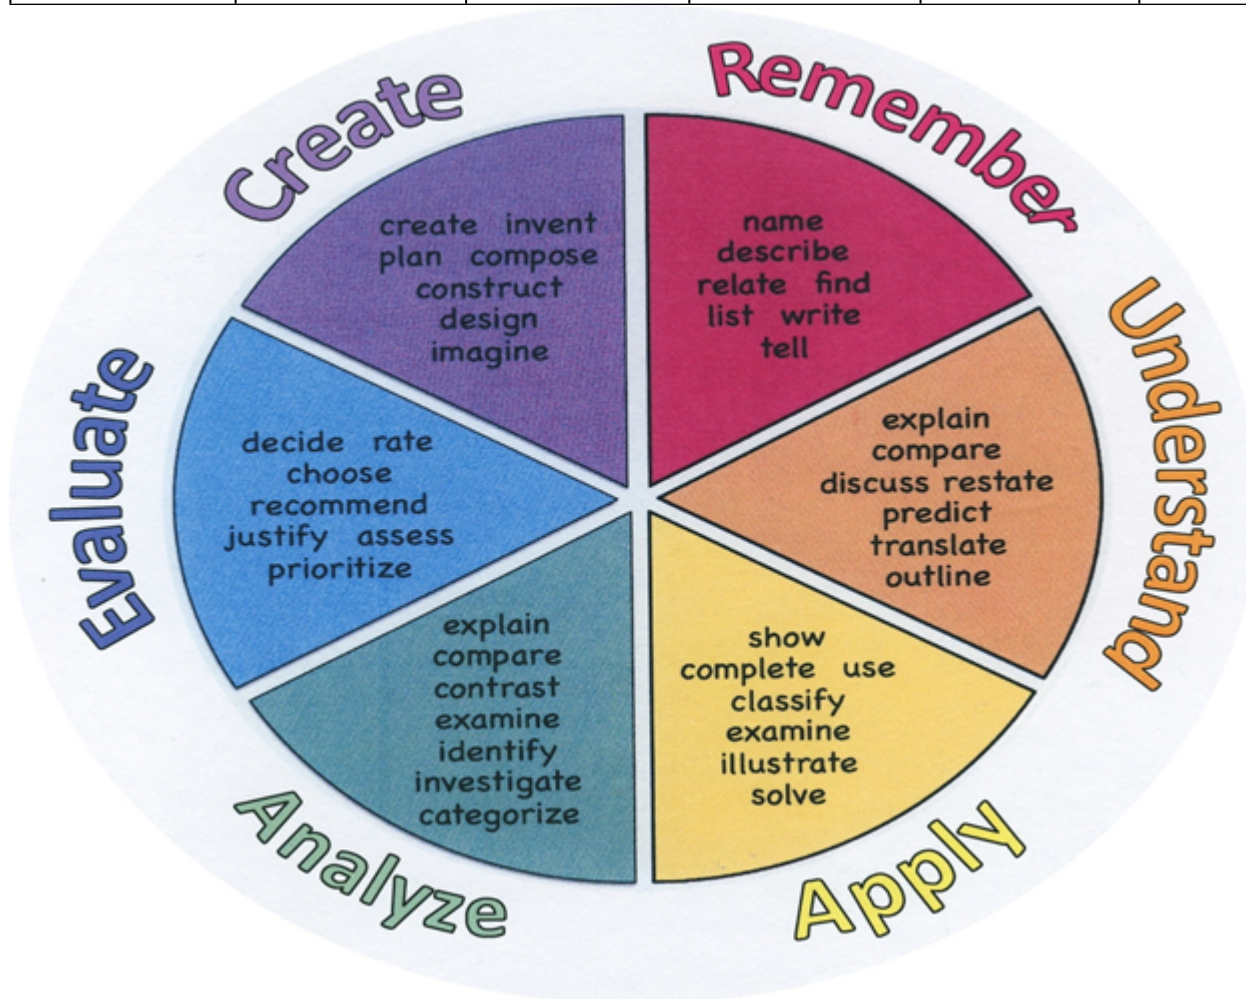 Remember
name
describe
relate find
list write
tell
Understand
explain
compare
discuss restate
predict
translate
outline
Apply
show
complete use
classify
examine
illustrate
solve
Analyze
explain
compare
contrast
examine
identify
investigate
categorize
Evaluate
decide rate
choose
recommend
justify assess
prioritize
Create
create invent
plan compose
construct
design
imagine